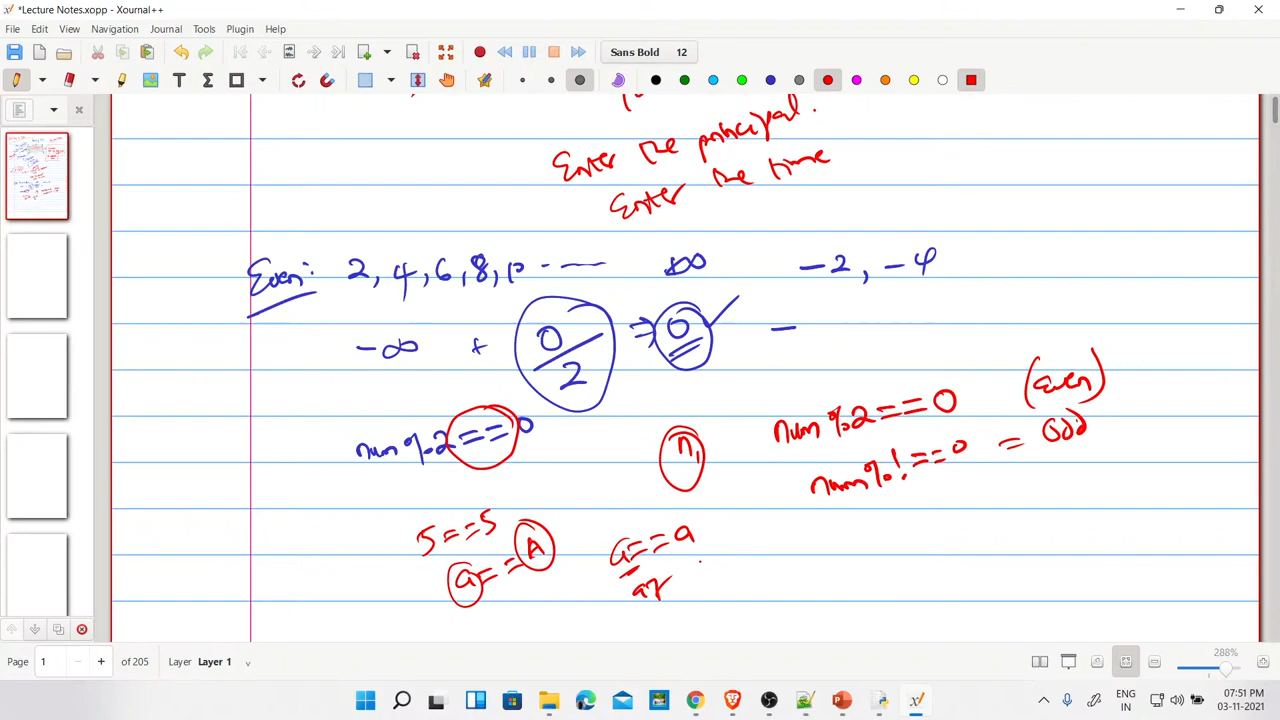 *Lecture Notes.xopp - Xournal++
File Edit View Navigation Journal Tools Plugin Help
Sans Bold 12
Enter the principal.
Enter the time
Even: 2, 4, 6, 8, 10 ------ ∞ -2, -4
-∞ + 0/2 ⇒ 0 ✓ -
num%2==0 n1 num%2==0 (Even)
num%!==0 = Odd
5==5 a==a
a==A
Page 1 of 205 Layer Layer 1 288%
ENG
IN
07:51 PM
03-11-2021